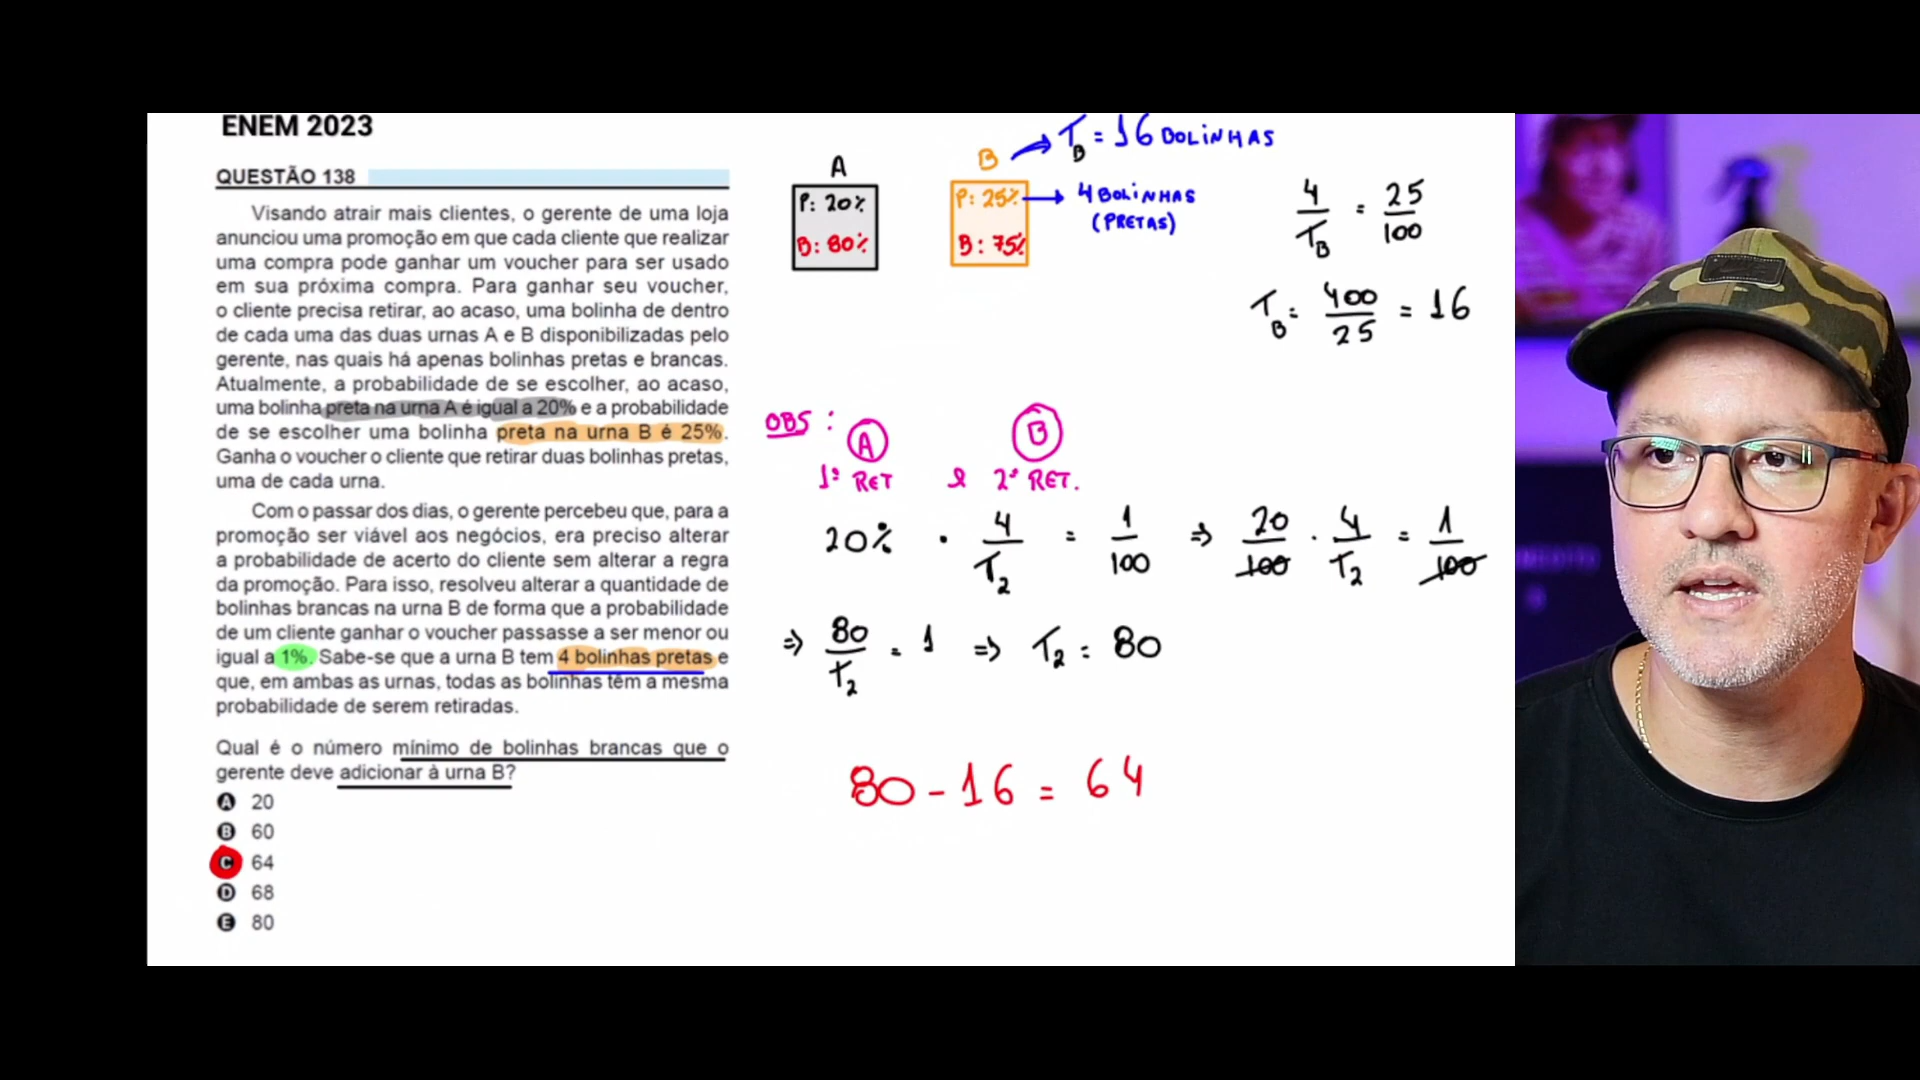 ENEM 2023
QUESTÃO 138
Visando atrair mais clientes, o gerente de uma loja
anunciou uma promoção em que cada cliente que realizar
uma compra pode ganhar um voucher para ser usado
em sua próxima compra. Para ganhar seu voucher,
o cliente precisa retirar, ao acaso, uma bolinha de dentro
de cada uma das duas urnas A e B disponibilizadas pelo
gerente, nas quais há apenas bolinhas pretas e brancas.
Atualmente, a probabilidade de se escolher, ao acaso,
uma bolinha preta na urna A é igual a 20% e a probabilidade
de se escolher uma bolinha preta na urna B é 25%.
Ganha o voucher o cliente que retirar duas bolinhas pretas,
uma de cada urna.
Com o passar dos dias, o gerente percebeu que, para a
promoção ser viável aos negócios, era preciso alterar
a probabilidade de acerto do cliente sem alterar a regra
da promoção. Para isso, resolveu alterar a quantidade de
bolinhas brancas na urna B de forma que a probabilidade
de um cliente ganhar o voucher passasse a ser menor ou
igual a 1%. Sabe-se que a urna B tem 4 bolinhas pretas e
que, em ambas as urnas, todas as bolinhas têm a mesma
probabilidade de serem retiradas.
Qual é o número mínimo de bolinhas brancas que o
gerente deve adicionar à urna B?
A 20
B 60
C 64
D 68
E 80
A
P: 20%
B: 80%
B
P: 25%
B: 75%
T_B = 16 BOLINHAS
4 BOLINHAS
(PRETAS)
4/T_B = 25/100
T_B = 400/25 = 16
OBS:
A B
1ª RET e 2ª RET.
20% · 4/T_2 = 1/100 ⇒ 20/100 · 4/T_2 = 1/100
⇒ 80/T_2 = 1 ⇒ T_2 = 80
80 - 16 = 64